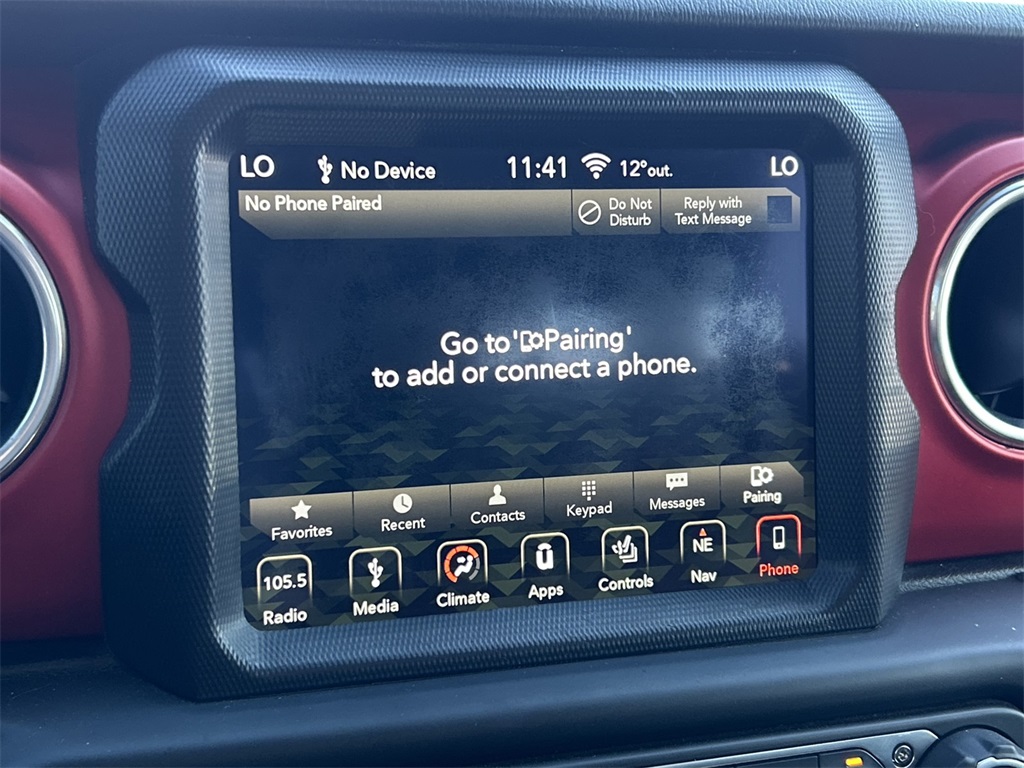 LO No Device 11:41 12°out. LO
No Phone Paired
Do Not
Disturb
Reply with
Text Message
Go to 'Pairing'
to add or connect a phone.
Favorites Recent Contacts Keypad Messages Pairing
105.5 NE
Radio Media Climate Apps Controls Nav Phone